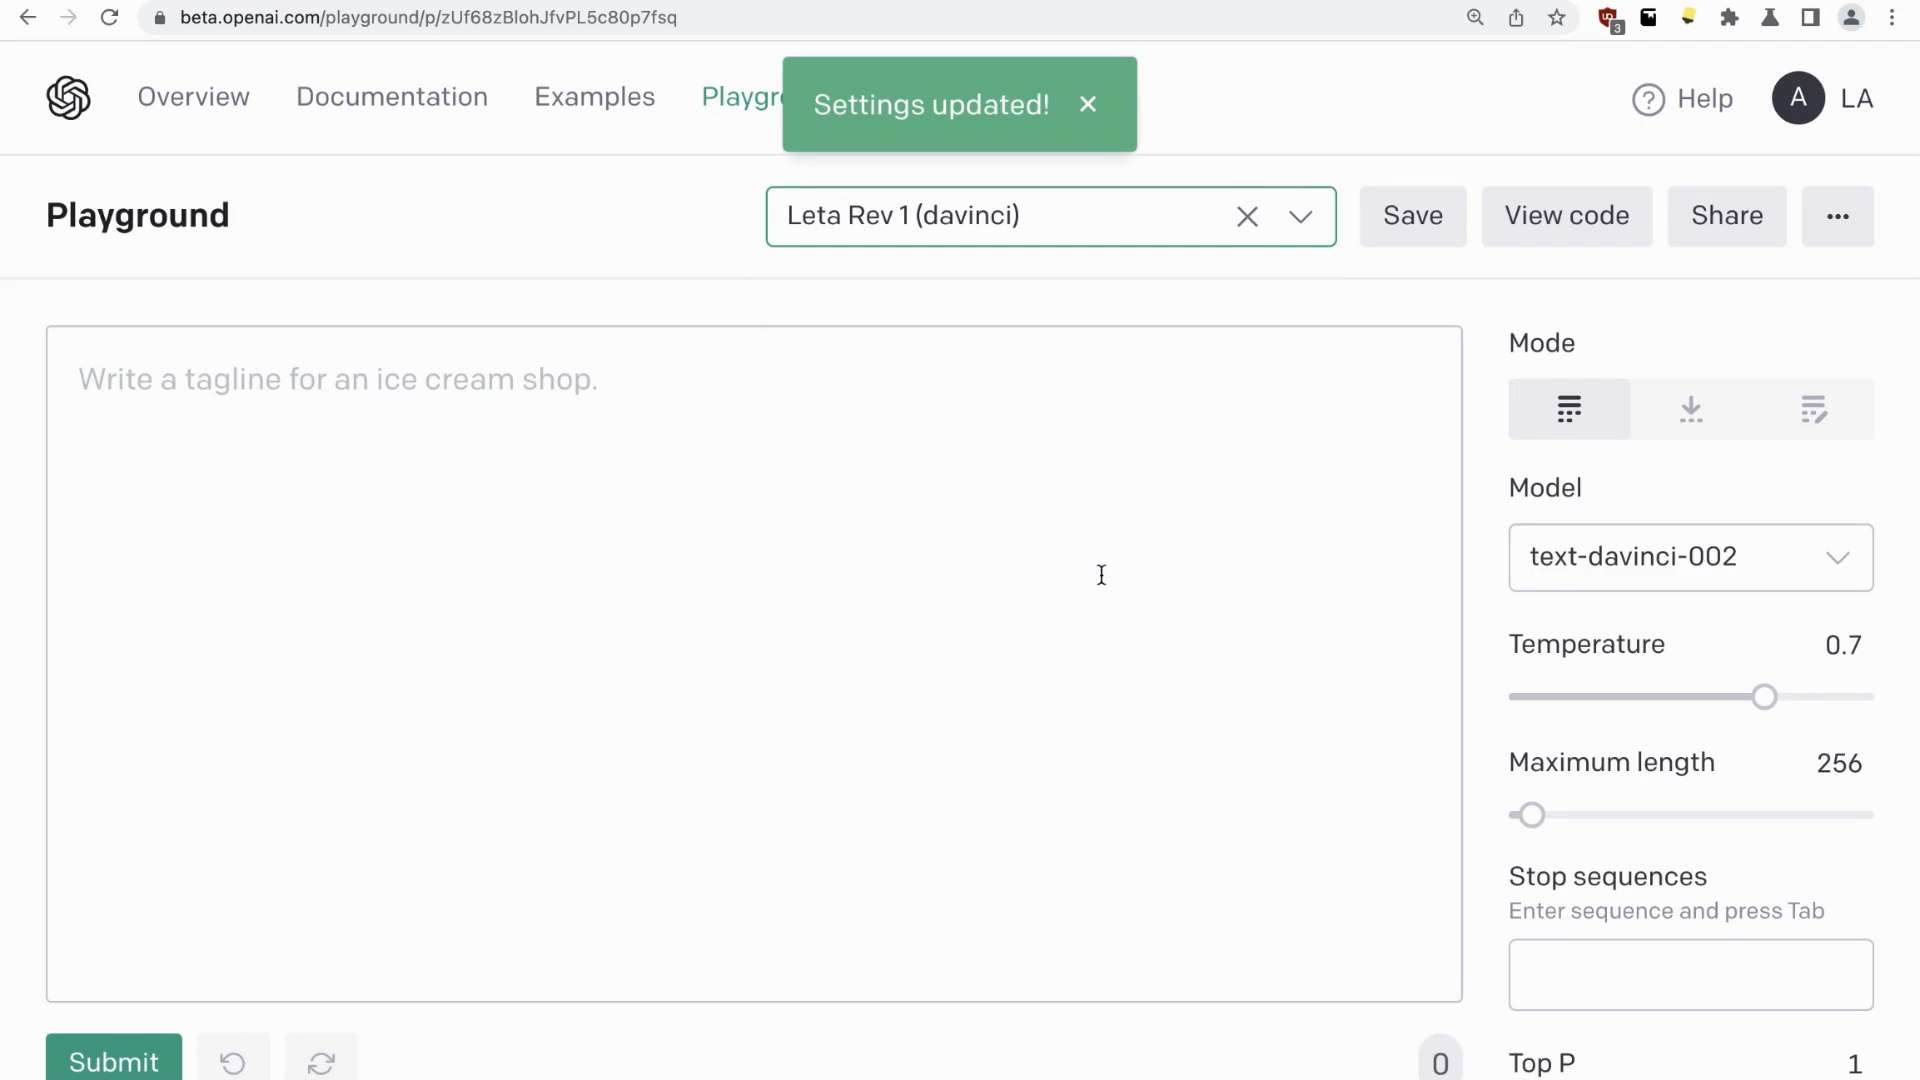 beta.openai.com/playground/p/zUf68zBlohJfvPL5c80p7fsq
3
Overview Documentation Examples Playgr
Settings updated!
Help A LA
Playground
Leta Rev 1 (davinci)
Save View code Share
Write a tagline for an ice cream shop.
Mode
Model
text-davinci-002
Temperature 0.7
Maximum length 256
Stop sequences
Enter sequence and press Tab
Submit
0
Top P 1